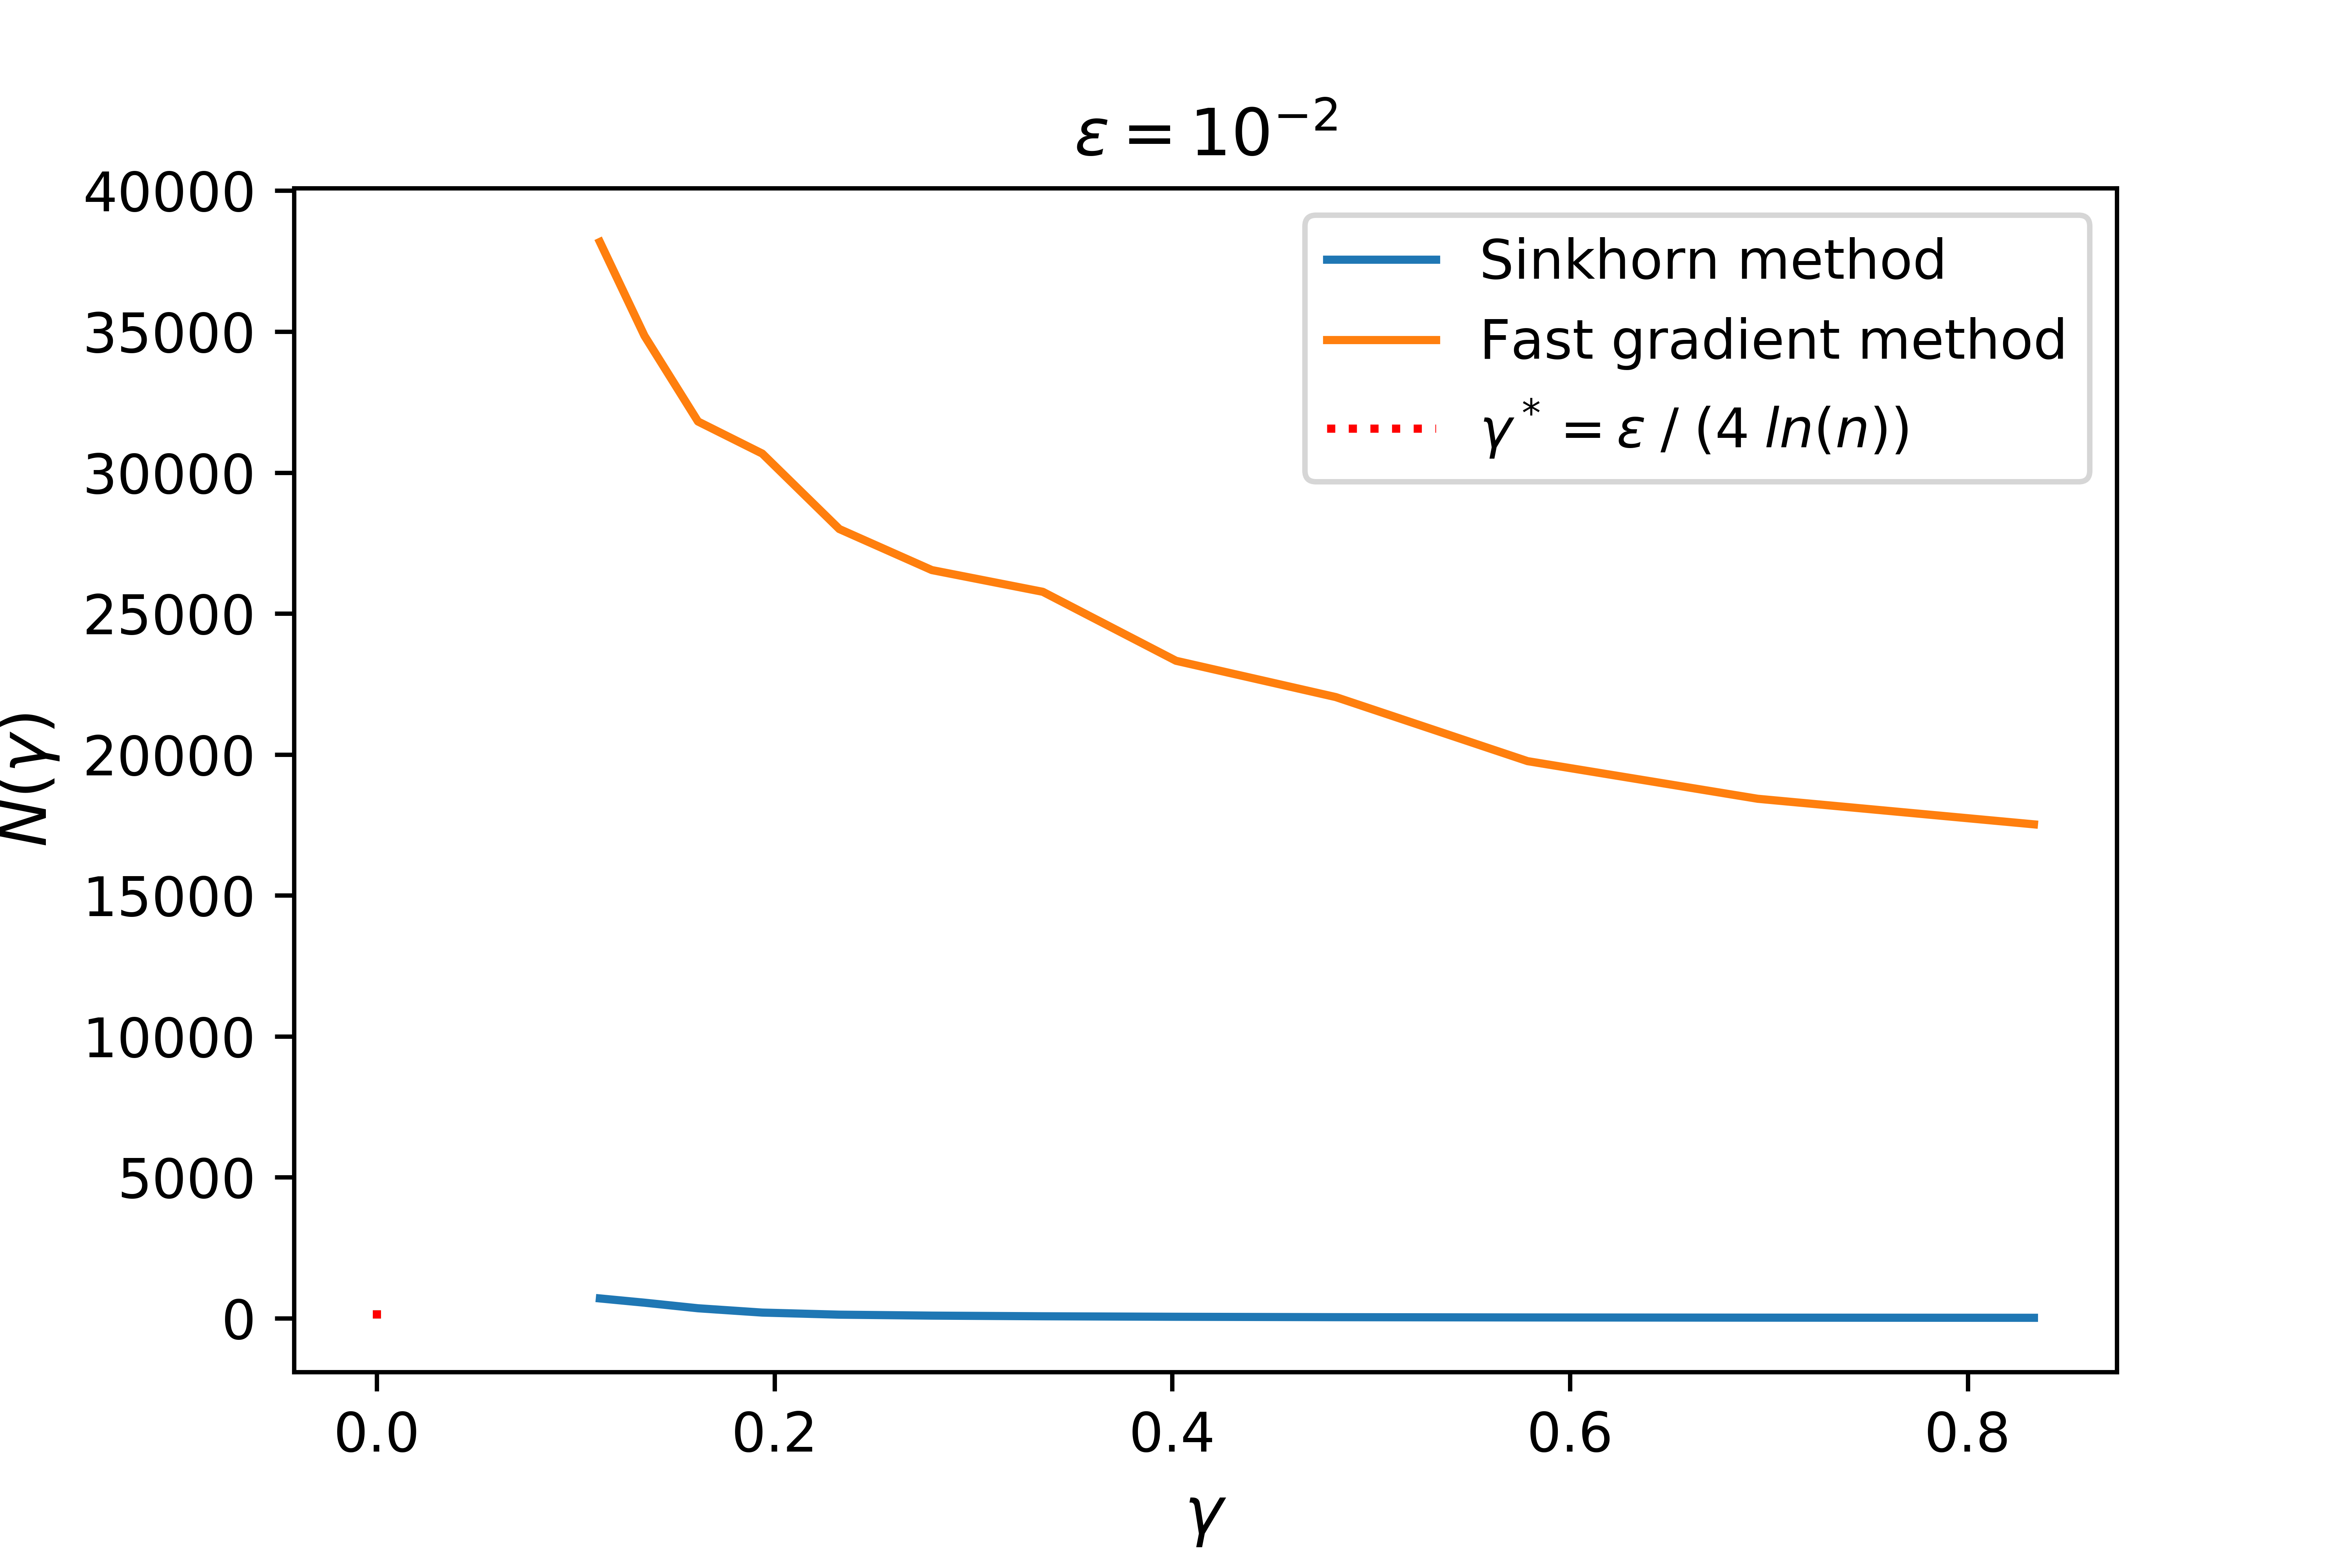 ε = 10⁻²
N(γ)
40000
35000
30000
25000
20000
15000
10000
5000
0
Sinkhorn method
Fast gradient method
γ* = ε / (4 ln(n))
0.0 0.2 0.4 0.6 0.8
γ